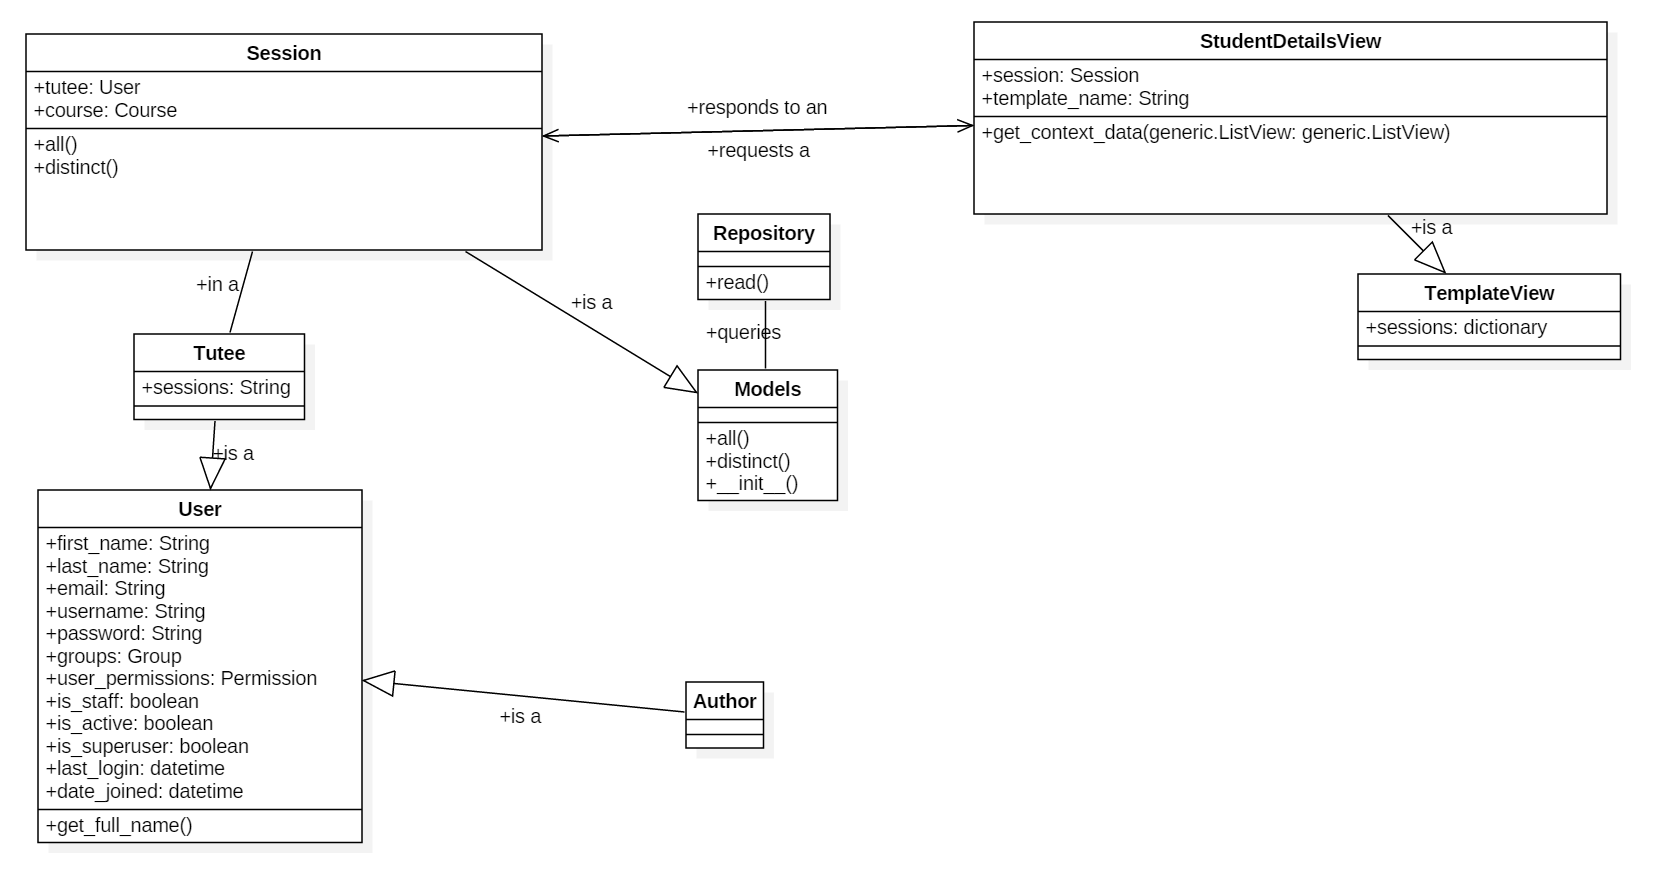 Session
+tutee: User
+course: Course
+all()
+distinct()
StudentDetailsView
+session: Session
+template_name: String
+get_context_data(generic.ListView: generic.ListView)
+responds to an
+requests a
Repository
+read()
+is a
TemplateView
+sessions: dictionary
+in a
+is a
+queries
Tutee
+sessions: String
Models
+all()
+distinct()
+__init__()
+is a
User
+first_name: String
+last_name: String
+email: String
+username: String
+password: String
+groups: Group
+user_permissions: Permission
+is_staff: boolean
+is_active: boolean
+is_superuser: boolean
+last_login: datetime
+date_joined: datetime
+get_full_name()
+is a
Author